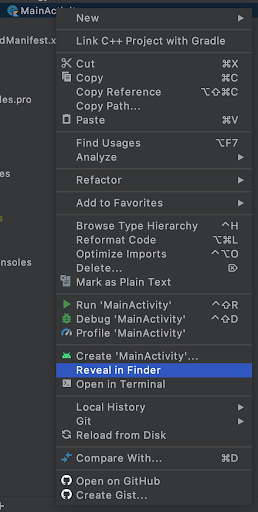 MainActivity
New
dManifest.x
Link C++ Project with Gradle
Cut ⌘X
Copy ⌘C
les.pro
Copy Reference ⌥⇧⌘C
Copy Path...
Paste ⌘V
Find Usages ⌥F7
Analyze
es
Refactor
Add to Favorites
s
Browse Type Hierarchy ^H
Reformat Code ⌥⌘L
Optimize Imports ^⌥O
nsoles
Delete... ⌦
Mark as Plain Text
Run 'MainActivity' ^⇧R
Debug 'MainActivity' ^⇧D
Profile 'MainActivity'
Create 'MainActivity'...
Reveal in Finder
Open in Terminal
Local History
Git
Reload from Disk
Compare With... ⌘D
Open on GitHub
Create Gist...